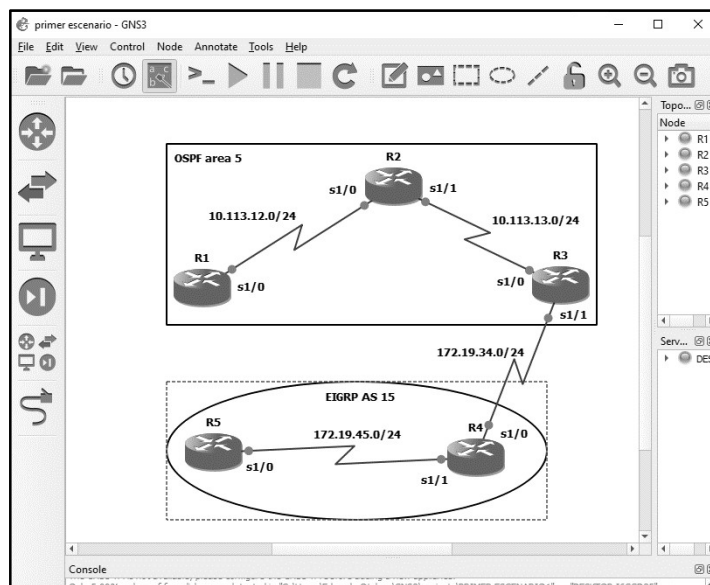 primer escenario - GNS3
File Edit View Control Node Annotate Tools Help
Topo...
Node
R1
R2
R3
R4
R5
OSPF area 5
R2
s1/0
s1/1
10.113.12.0/24
10.113.13.0/24
R1
s1/0
R3
s1/0
s1/1
172.19.34.0/24
Serv...
DES
EIGRP AS 15
R5
172.19.45.0/24
R4
s1/0
s1/0
s1/1
Console